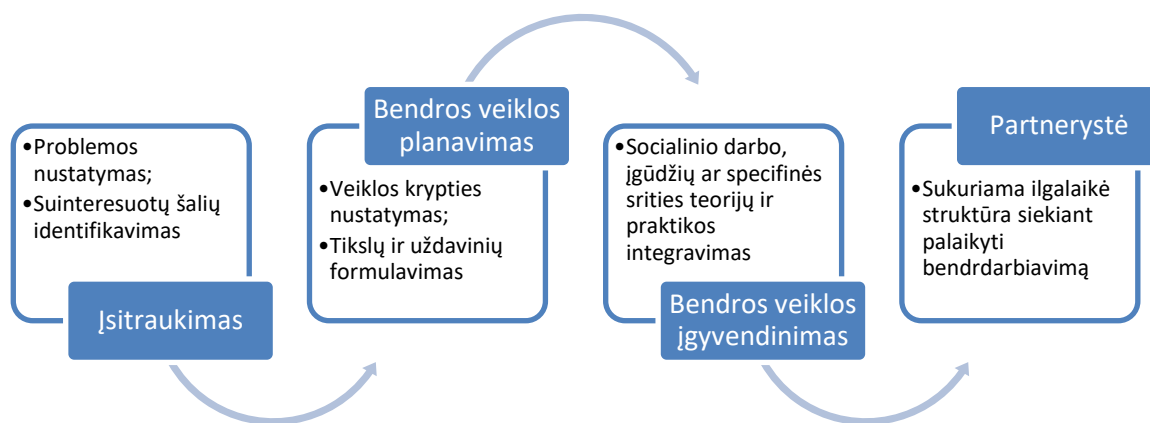 •Problemos
nustatymas;
•Suinteresuotų šalių
identifikavimas
Įsitraukimas
Bendros veiklos
planavimas
•Veiklos krypties
nustatymas;
•Tikslų ir uždavinių
formulavimas
•Socialinio darbo,
įgūdžių ar specifinės
srities teorijų ir
praktikos
integravimas
Bendros veiklos
įgyvendinimas
Partnerystė
•Sukuriama ilgalaikė
struktūra siekiant
palaikyti
bendrdarbiavimą